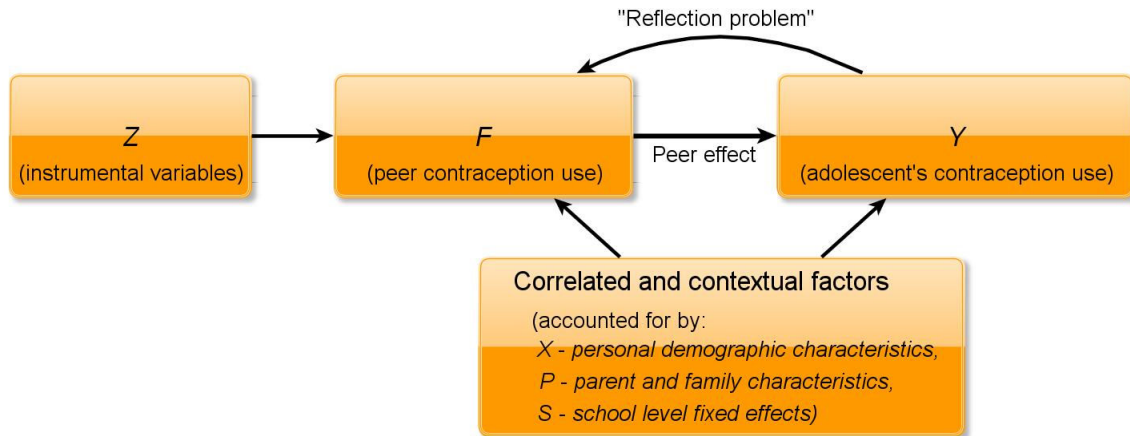 "Reflection problem"
Z
(instrumental variables)
F
(peer contraception use)
Peer effect
Y
(adolescent's contraception use)
Correlated and contextual factors
(accounted for by:
X - personal demographic characteristics,
P - parent and family characteristics,
S - school level fixed effects)